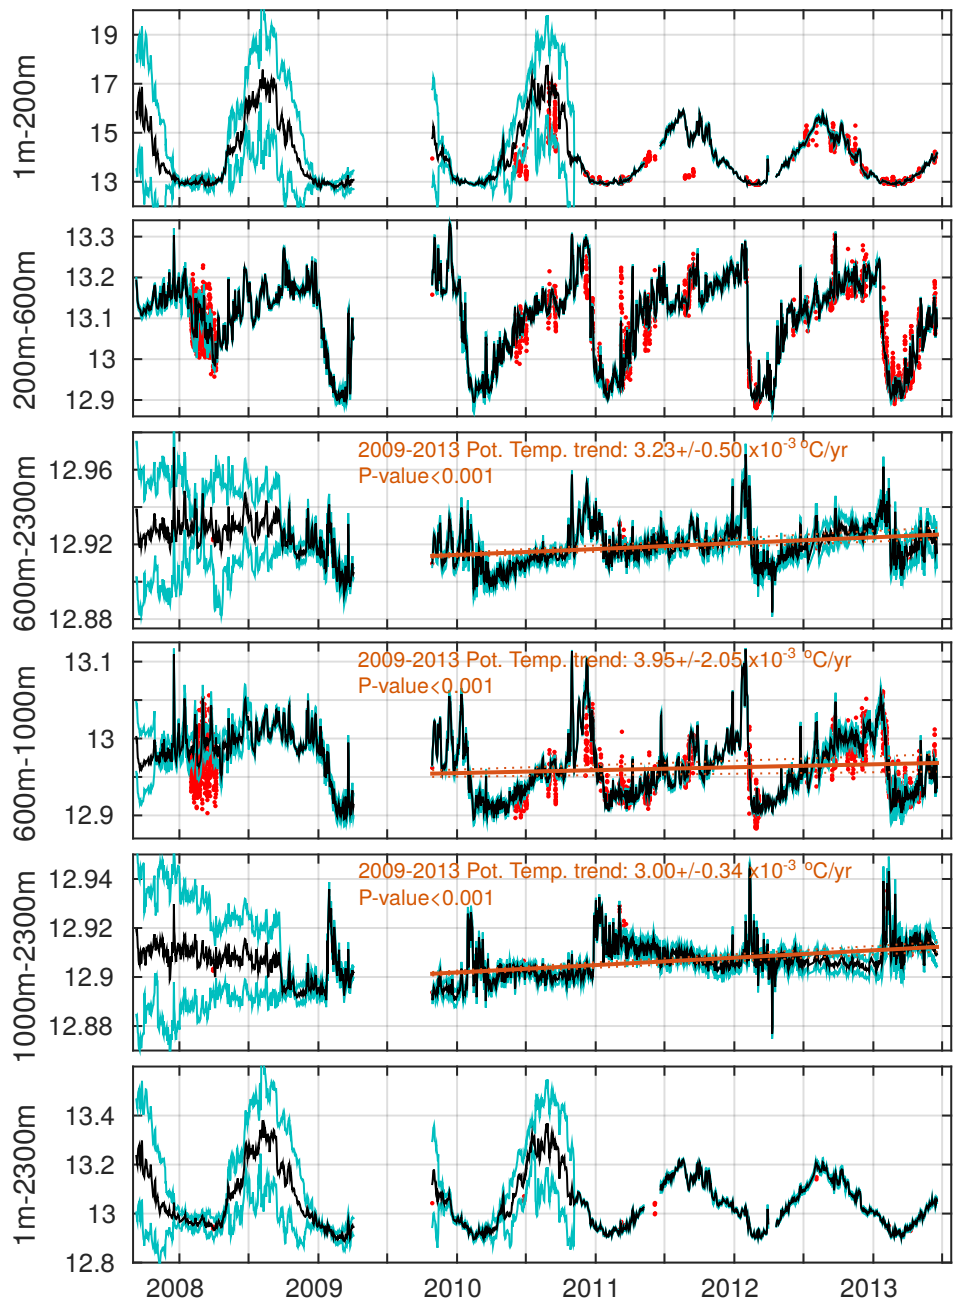 1m-200m
19
17
15
13
200m-600m
13.3
13.2
13.1
13
12.9
600m-2300m
12.96
12.92
12.88
2009-2013 Pot. Temp. trend: 3.23+/-0.50 x10⁻³ ºC/yr
P-value<0.001
600m-1000m
13.1
13
12.9
2009-2013 Pot. Temp. trend: 3.95+/-2.05 x10⁻³ ºC/yr
P-value<0.001
1000m-2300m
12.94
12.92
12.9
12.88
2009-2013 Pot. Temp. trend: 3.00+/-0.34 x10⁻³ ºC/yr
P-value<0.001
1m-2300m
13.4
13.2
13
12.8
2008 2009 2010 2011 2012 2013